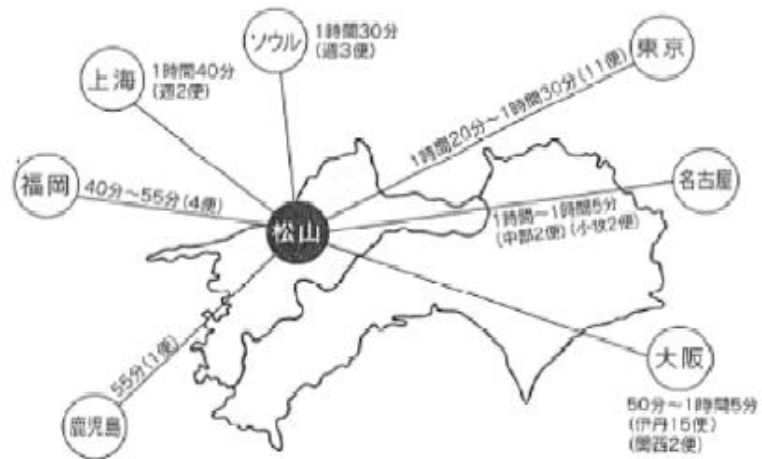 ソウル
1時間30分
(週3便)
上海
1時間40分
(週2便)
東京
1時間20分～1時間30分(11便)
福岡
40分～55分(4便)
名古屋
1時間～1時間5分
(中部2便)(小牧2便)
松山
大阪
50分～1時間5分
(伊丹15便)
(関西2便)
55分(1便)
鹿児島